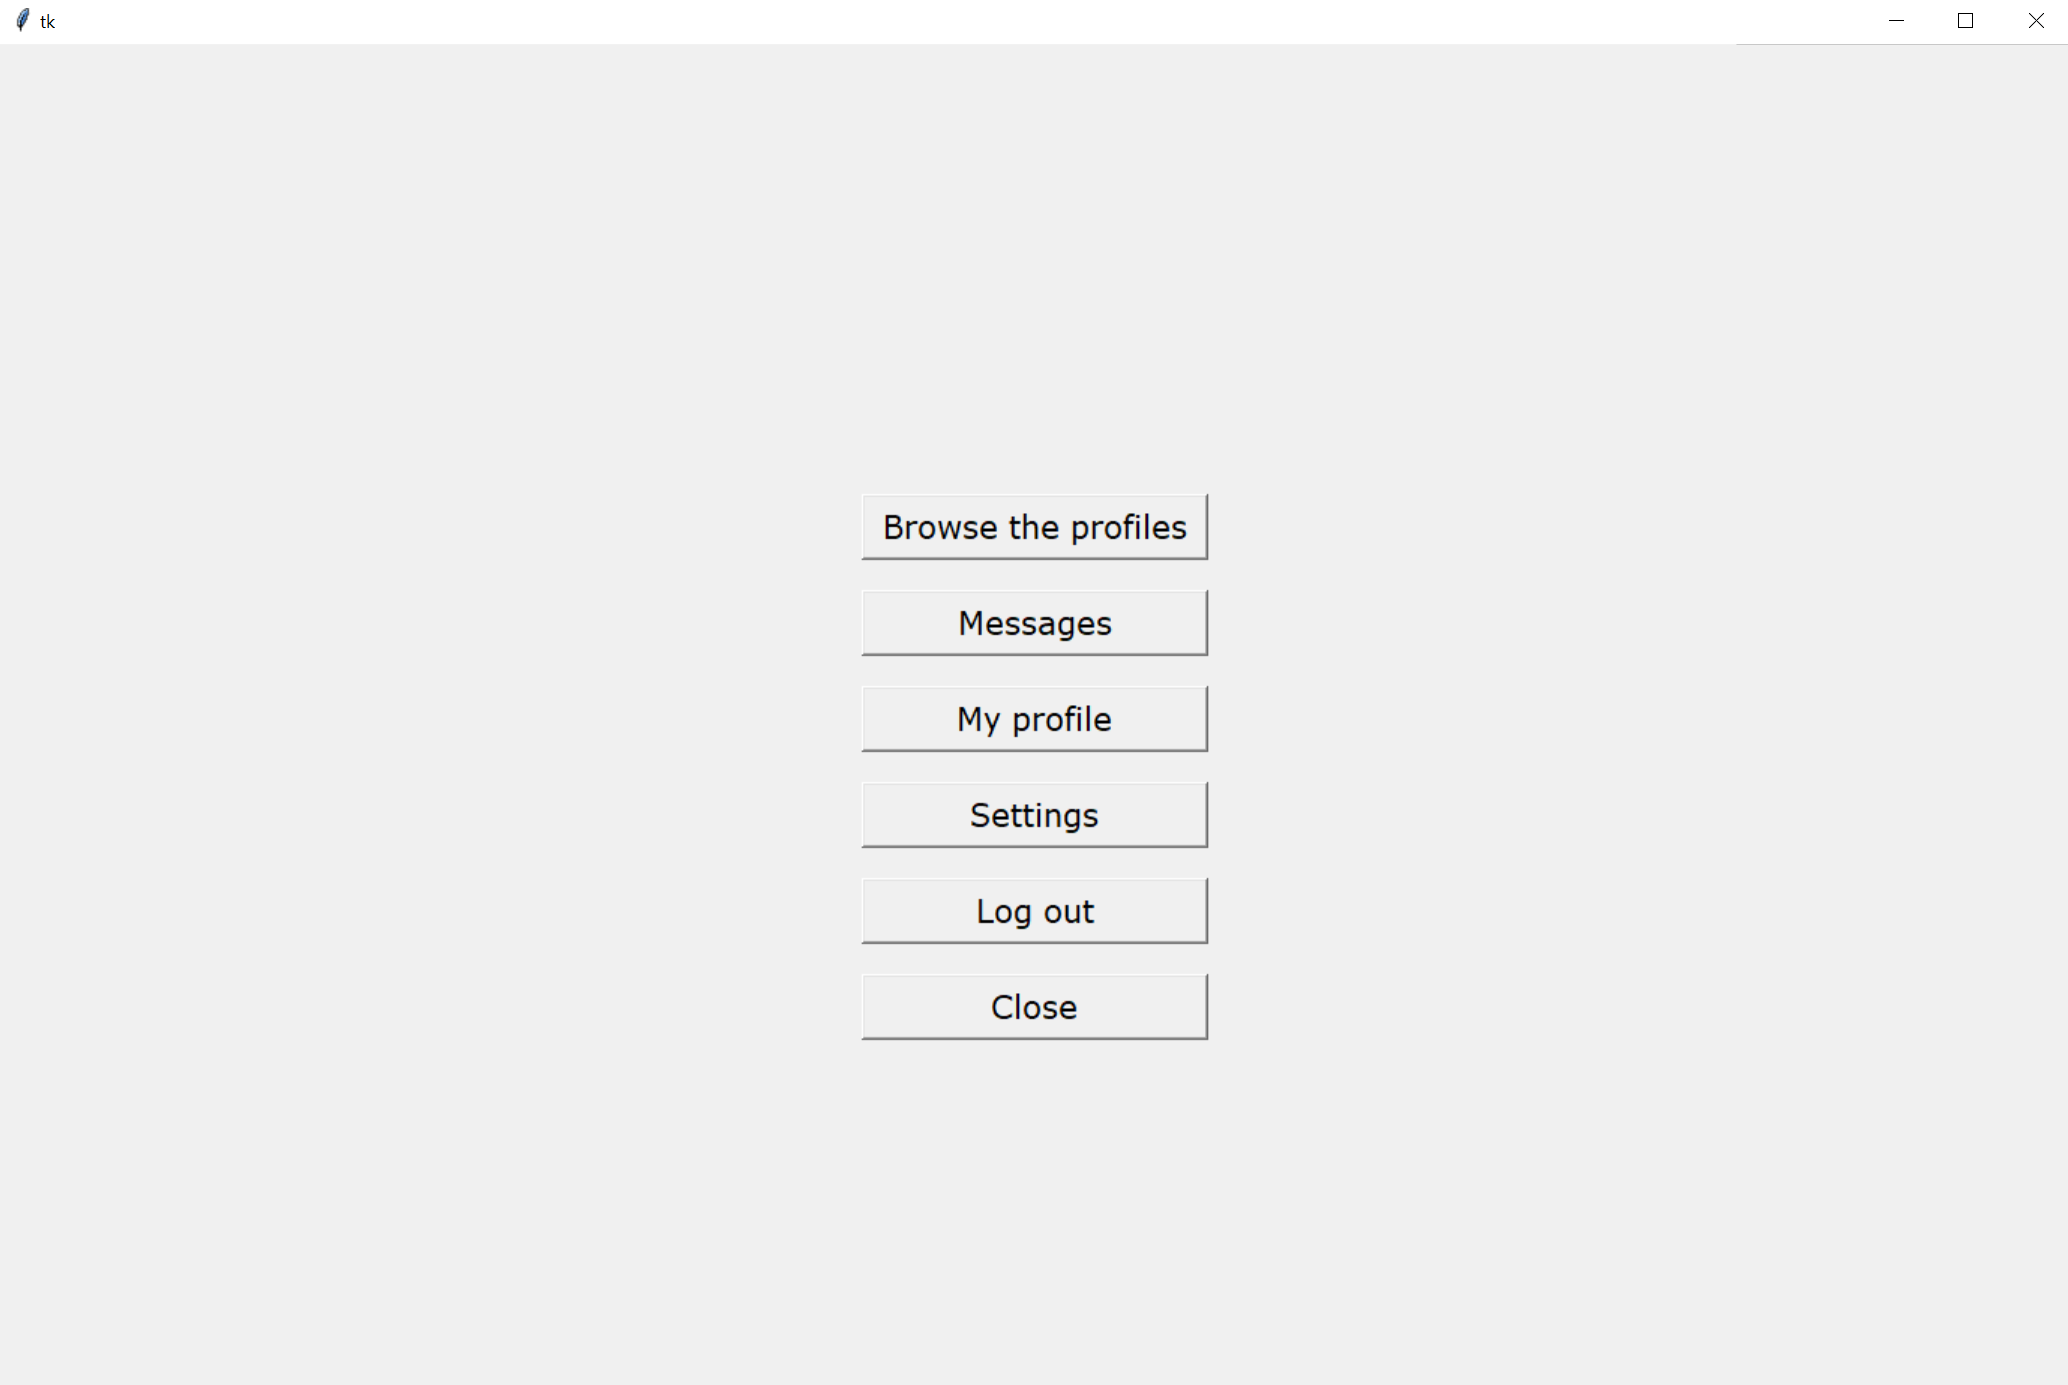 tk
Browse the profiles
Messages
My profile
Settings
Log out
Close